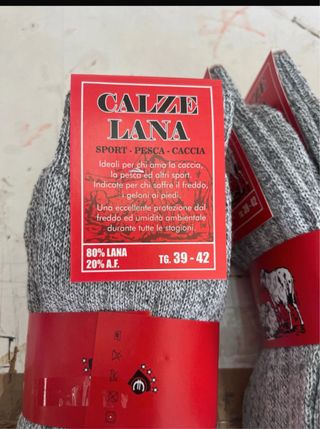 CALZE
LANA
SPORT - PESCA - CACCIA
Ideali per chi ama la caccia,
la pesca ed altri sport.
Indicate per chi soffre il freddo,
i geloni ai piedi.
Una eccellente protezione dal
freddo ed umidità ambientale
durante tutte le stagioni.
80% LANA
20% A.F.
TG. 39 - 42